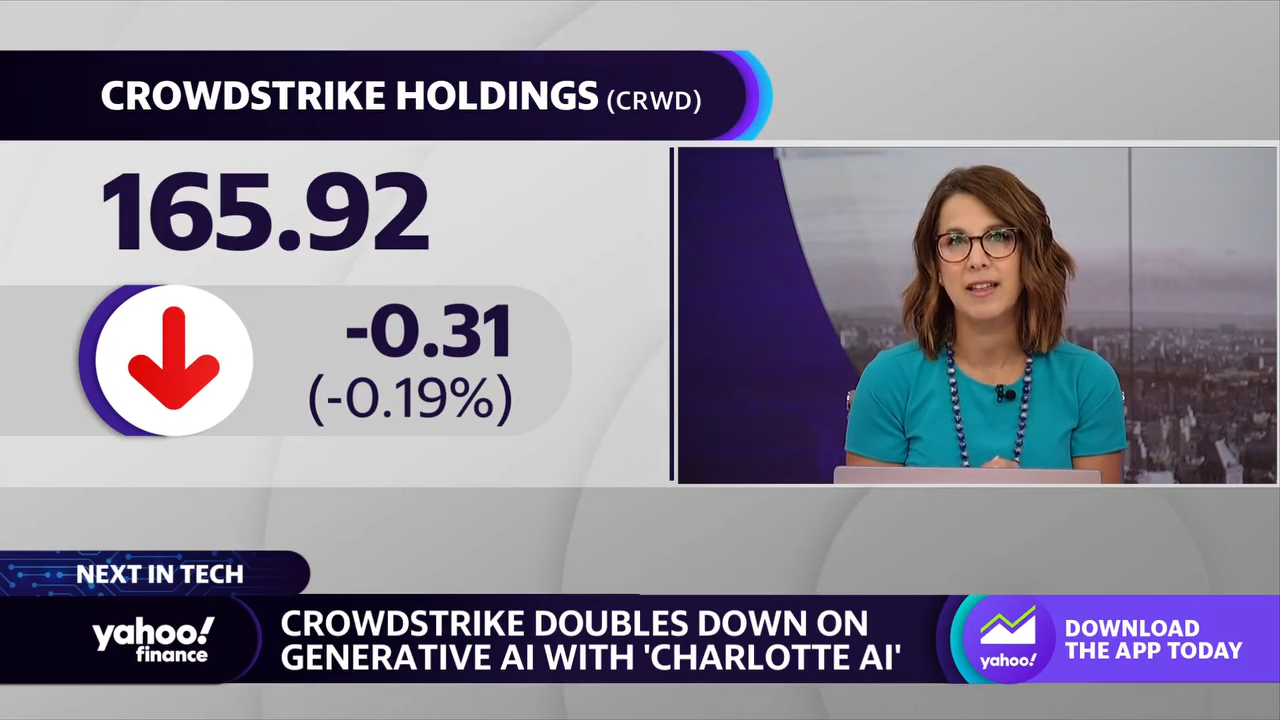 CROWDSTRIKE HOLDINGS (CRWD)
165.92
-0.31
(-0.19%)
NEXT IN TECH
yahoo!
finance
CROWDSTRIKE DOUBLES DOWN ON
GENERATIVE AI WITH 'CHARLOTTE AI'
yahoo!
DOWNLOAD
THE APP TODAY